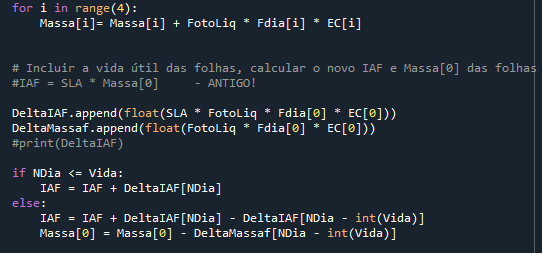 for i in range(4):
    Massa[i]= Massa[i] + FotoLiq * Fdia[i] * EC[i]
# Incluir a vida útil das folhas, calcular o novo IAF e Massa[0] das folhas
#IAF = SLA * Massa[0]     - ANTIGO!
DeltaIAF.append(float(SLA * FotoLiq * Fdia[0] * EC[0]))
DeltaMassaf.append(float(FotoLiq * Fdia[0] * EC[0]))
#print(DeltaIAF)
if NDia <= Vida:
    IAF = IAF + DeltaIAF[NDia]
else:
    IAF = IAF + DeltaIAF[NDia] - DeltaIAF[NDia - int(Vida)]
    Massa[0] = Massa[0] - DeltaMassaf[NDia - int(Vida)]